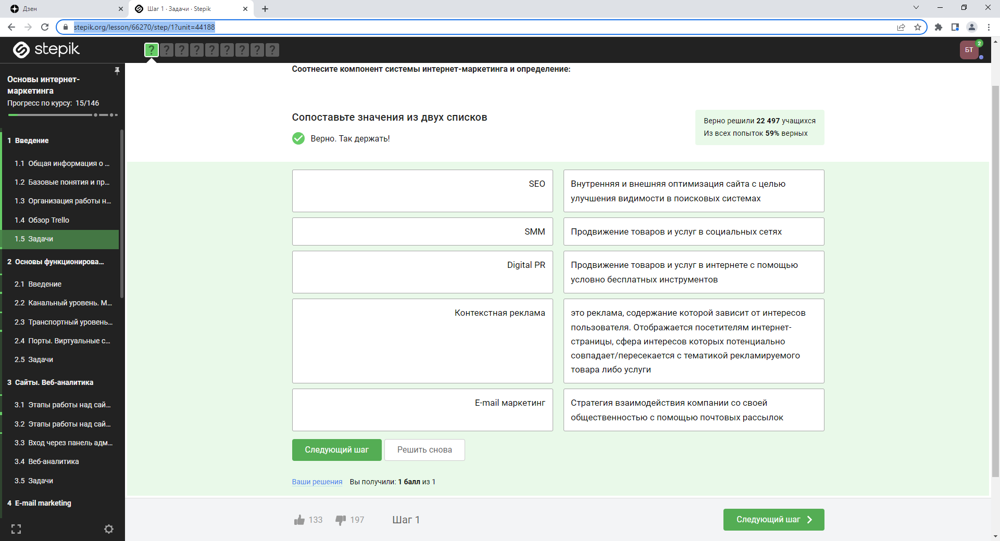 Дзен
Шаг 1 · Задачи · Stepik
stepik.org/lesson/66270/step/1?unit=44188
stepik
? ? ? ? ? ? ? ? ?
БТ
2
Основы интернет-
маркетинга
Прогресс по курсу: 15/146
1 Введение
1.1 Общая информация о ...
1.2 Базовые понятия и пр...
1.3 Организация работы н...
1.4 Обзор Trello
1.5 Задачи
2 Основы функционирова...
2.1 Введение
2.2 Канальный уровень. М...
2.3 Транспортный уровень...
2.4 Порты. Виртуальные с...
2.5 Задачи
3 Сайты. Веб-аналитика
3.1 Этапы работы над сай...
3.2 Этапы работы над сай...
3.3 Вход через панель адм...
3.4 Веб-аналитика
3.5 Задачи
4 E-mail marketing
Соотнесите компонент системы интернет-маркетинга и определение:
Сопоставьте значения из двух списков
Верно. Так держать!
Верно решили 22 497 учащихся
Из всех попыток 59% верных
SEO
Внутренняя и внешняя оптимизация сайта с целью
улучшения видимости в поисковых системах
SMM
Продвижение товаров и услуг в социальных сетях
Digital PR
Продвижение товаров и услуг в интернете с помощью
условно бесплатных инструментов
Контекстная реклама
это реклама, содержание которой зависит от интересов
пользователя. Отображается посетителям интернет-
страницы, сфера интересов которых потенциально
совпадает/пересекается с тематикой рекламируемого
товара либо услуги
E-mail маркетинг
Стратегия взаимодействия компании со своей
общественностью с помощью почтовых рассылок
Следующий шаг
Решить снова
Ваши решения Вы получили: 1 балл из 1
133
197
Шаг 1
Следующий шаг